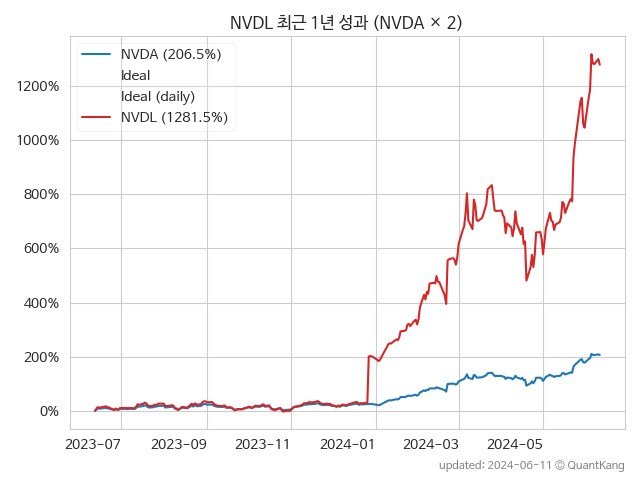 NVDL 최근 1년 성과 (NVDA × 2)
NVDA (206.5%)
Ideal
Ideal (daily)
NVDL (1281.5%)
1200%
1000%
800%
600%
400%
200%
0%
2023-07 2023-09 2023-11 2024-01 2024-03 2024-05
updated: 2024-06-11 © QuantKang